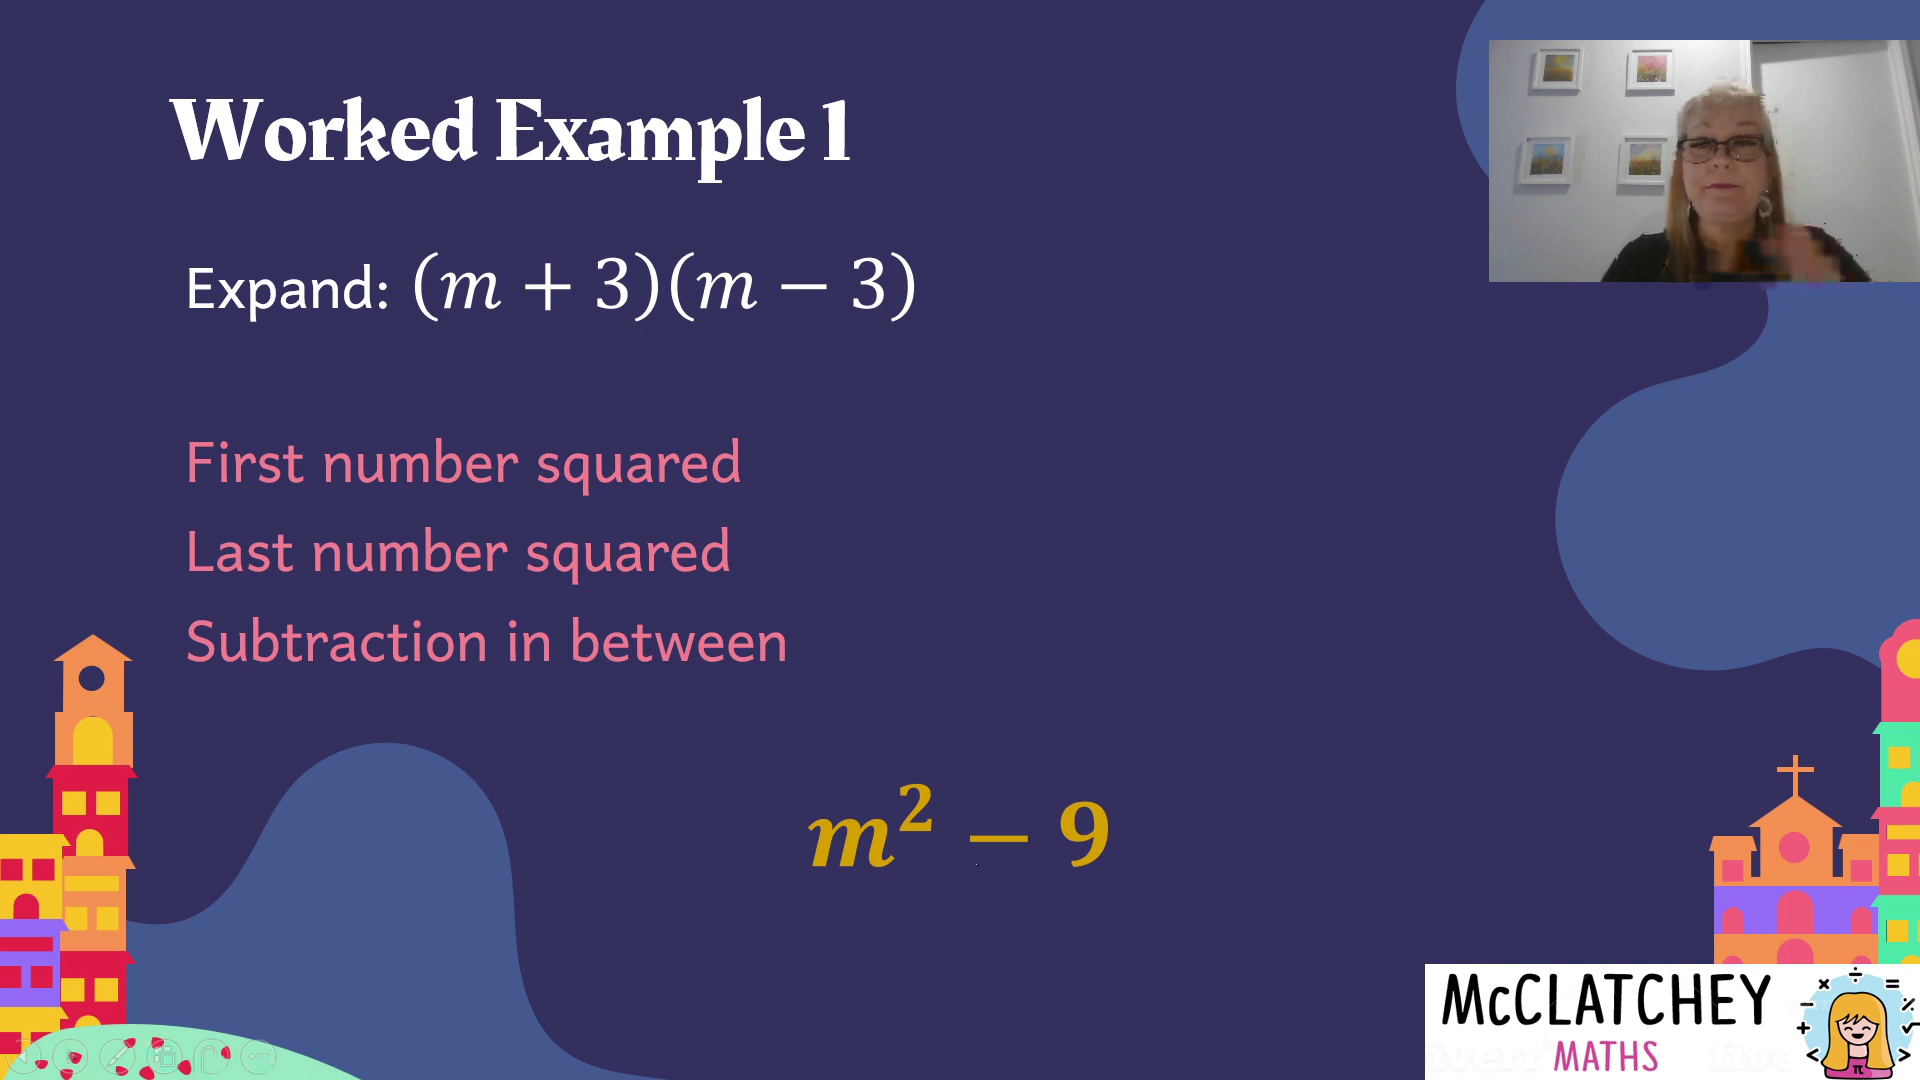 Worked Example 1
Expand: (m + 3)(m − 3)
First number squared
Last number squared
Subtraction in between
m² − 9
McCLATCHEY
MATHS